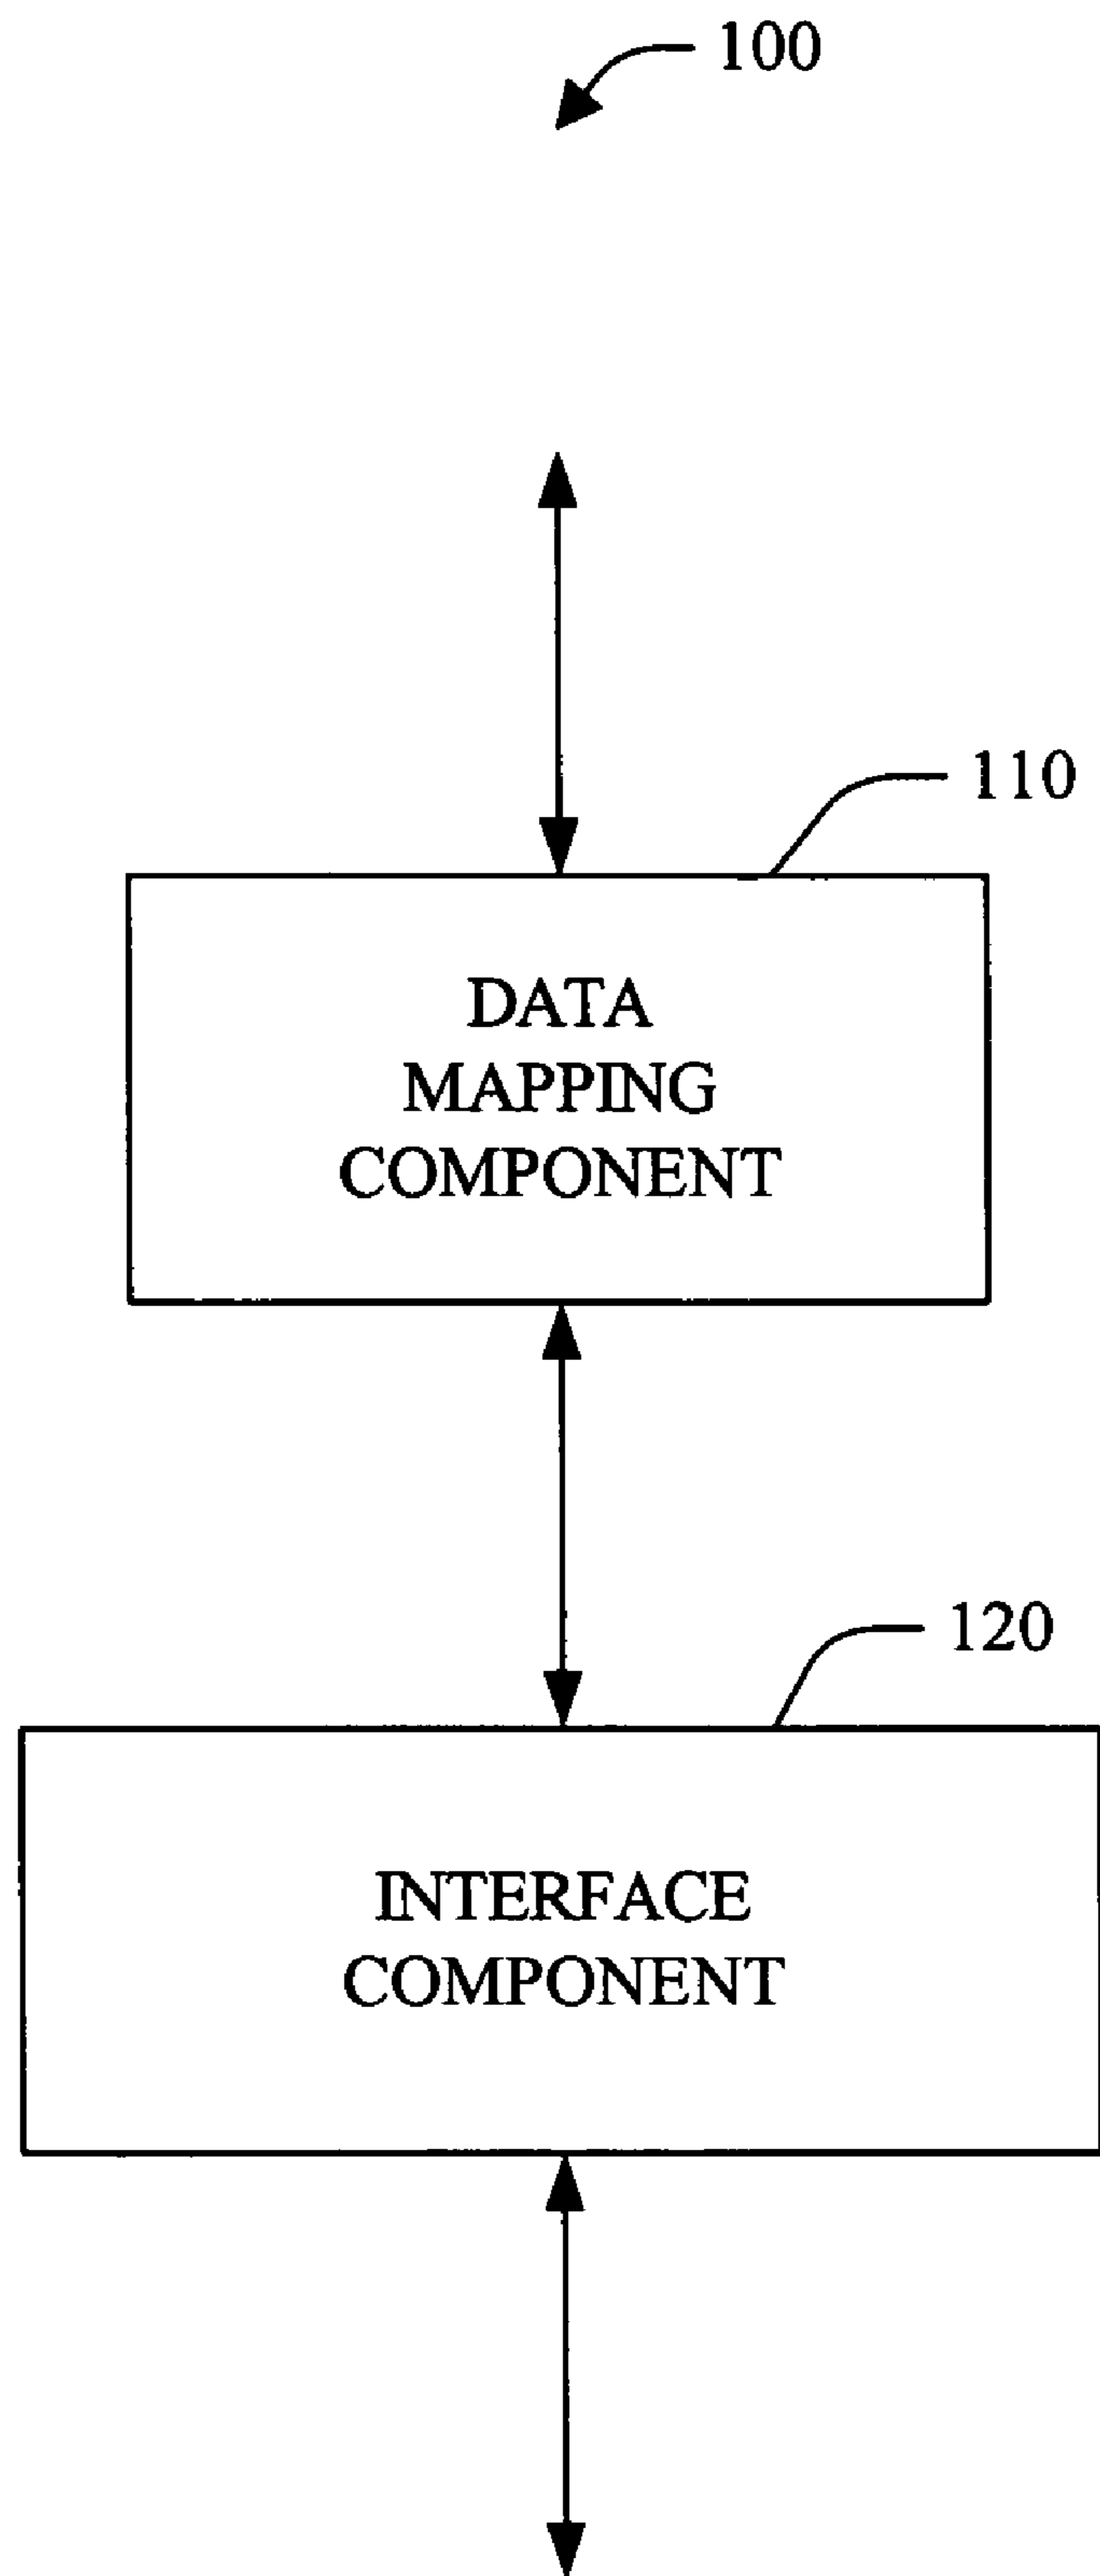 100
110
DATA
MAPPING
COMPONENT
120
INTERFACE
COMPONENT